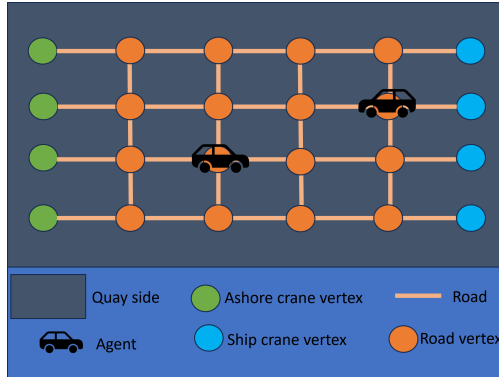 Quay side
Ashore crane vertex
Road
Agent
Ship crane vertex
Road vertex